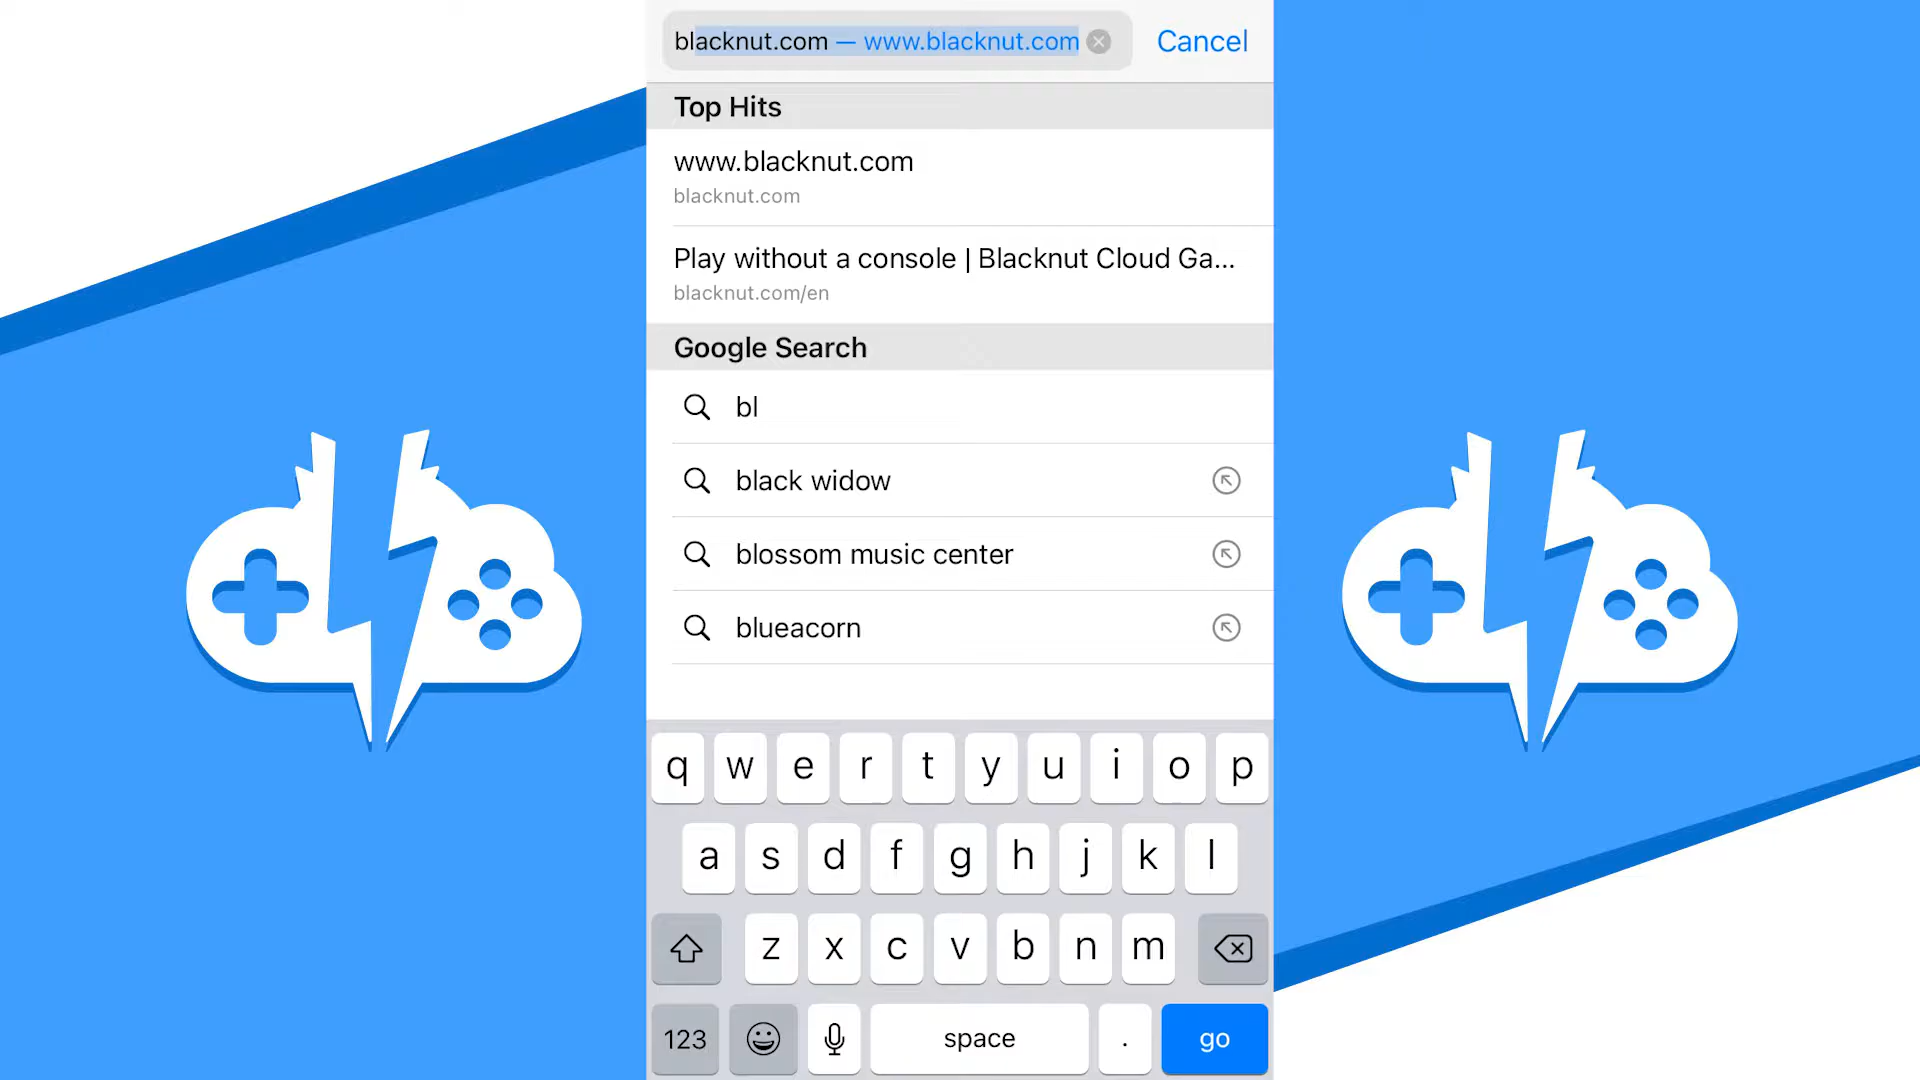 blacknut.com — www.blacknut.com Cancel
Top Hits
www.blacknut.com
blacknut.com
Play without a console | Blacknut Cloud Ga...
blacknut.com/en
Google Search
bl
black widow
blossom music center
blueacorn
q w e r t y u i o p
a s d f g h j k l
z x c v b n m
123 space . go